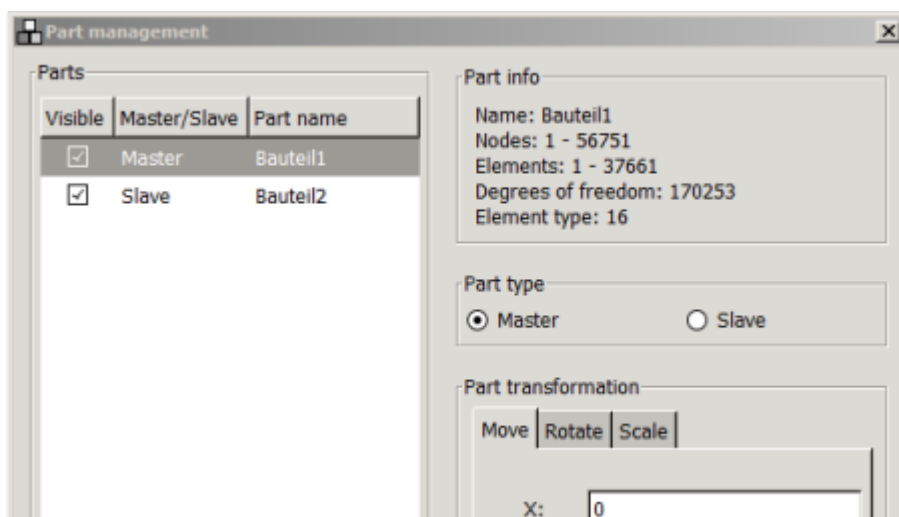 Part management
Parts
Visible Master/Slave Part name
Master Bauteil1
Slave Bauteil2
Part info
Name: Bauteil1
Nodes: 1 - 56751
Elements: 1 - 37661
Degrees of freedom: 170253
Element type: 16
Part type
Master Slave
Part transformation
Move Rotate Scale
X: 0